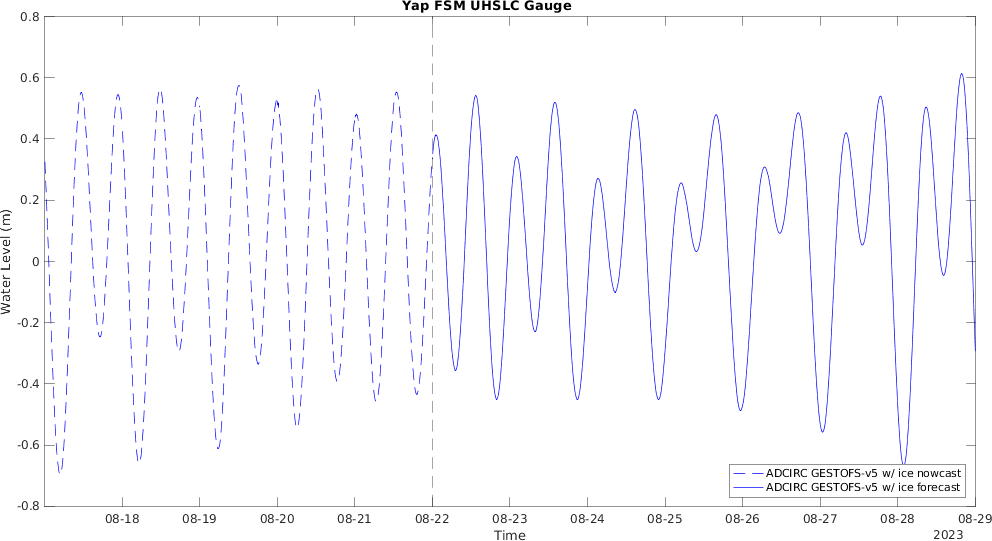 Yap FSM UHSLC Gauge
0.8
0.6
0.4
0.2
0
-0.2
-0.4
-0.6
-0.8
Water Level (m)
ADCIRC GESTOFS-v5 w/ ice nowcast
ADCIRC GESTOFS-v5 w/ ice forecast
08-18 08-19 08-20 08-21 08-22 08-23 08-24 08-25 08-26 08-27 08-28 08-29
Time
2023